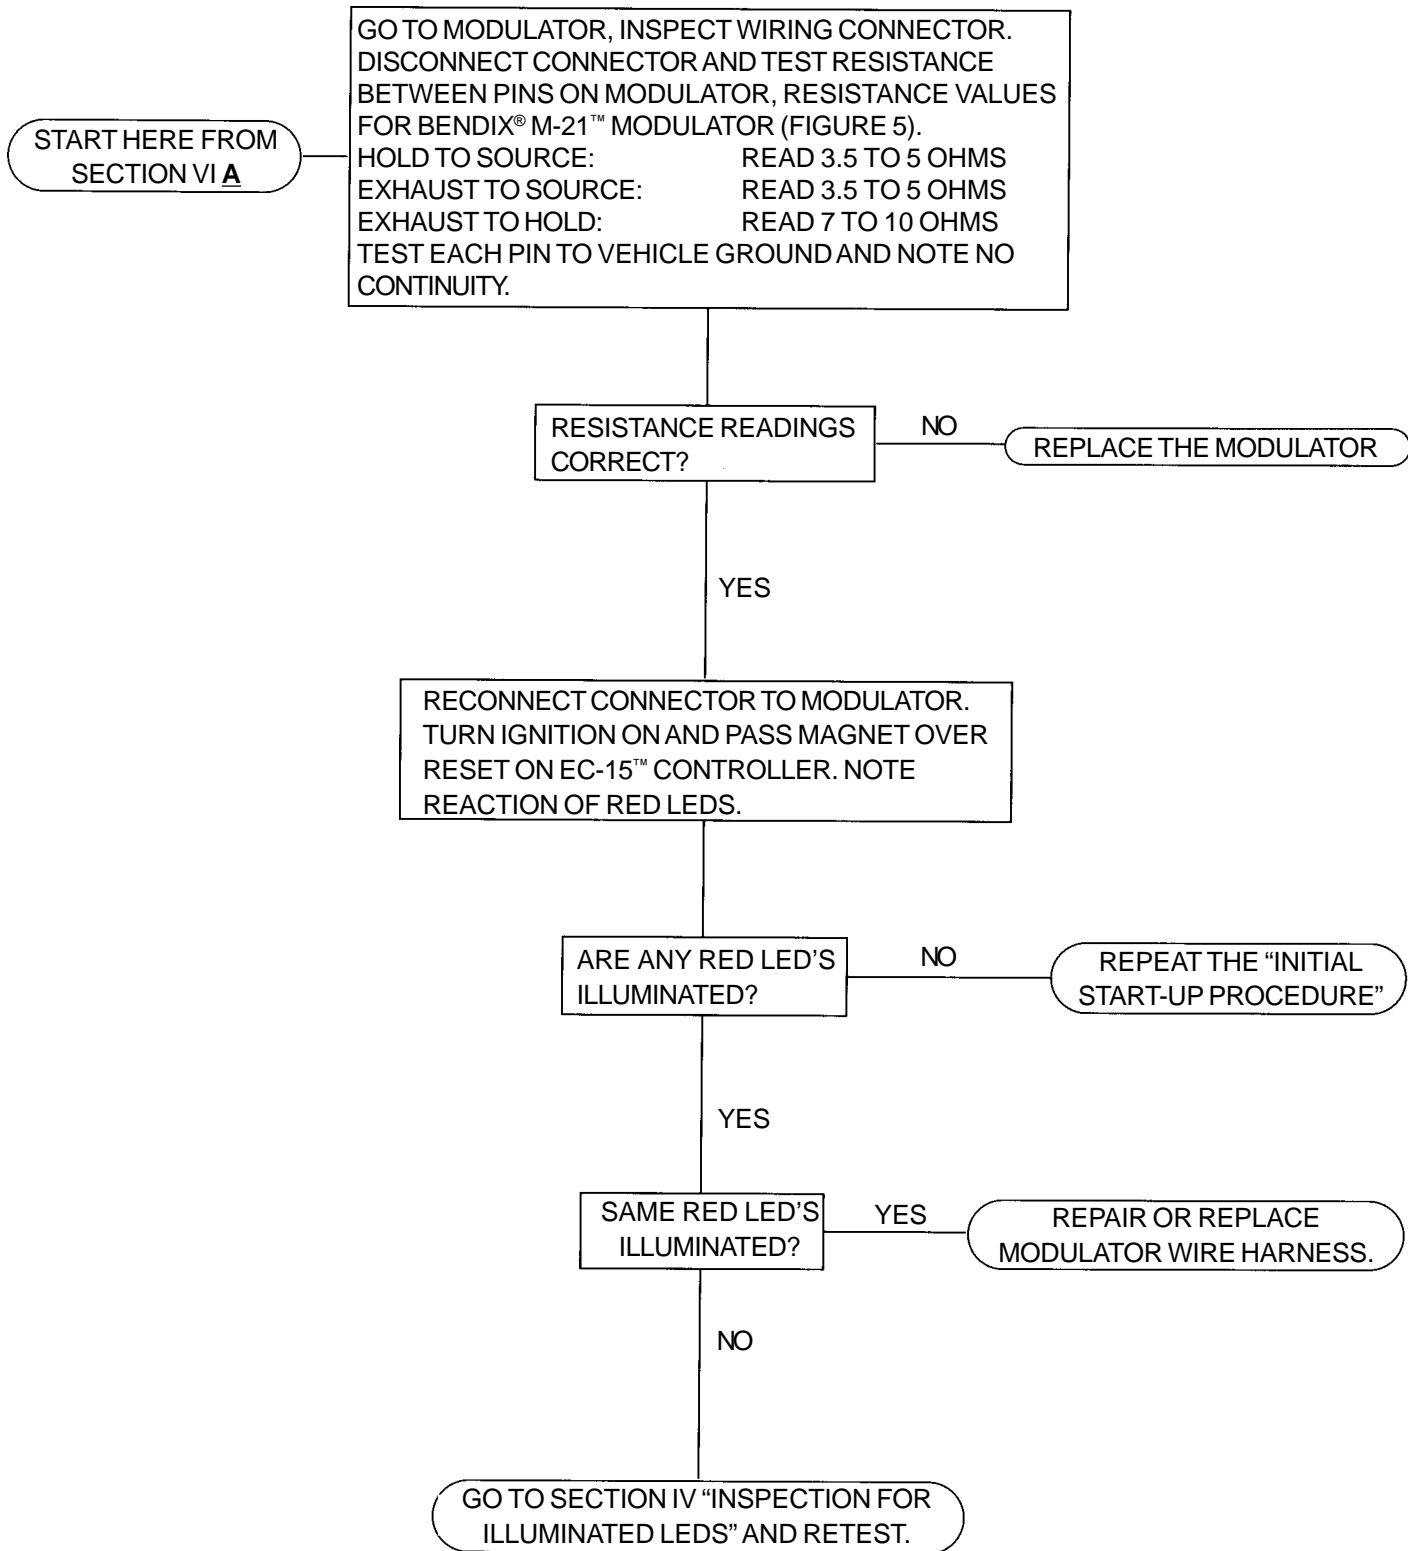 GO TO MODULATOR, INSPECT WIRING CONNECTOR.
DISCONNECT CONNECTOR AND TEST RESISTANCE
BETWEEN PINS ON MODULATOR, RESISTANCE VALUES
FOR BENDIX® M-21™ MODULATOR (FIGURE 5).
HOLD TO SOURCE: READ 3.5 TO 5 OHMS
EXHAUST TO SOURCE: READ 3.5 TO 5 OHMS
EXHAUST TO HOLD: READ 7 TO 10 OHMS
TEST EACH PIN TO VEHICLE GROUND AND NOTE NO
CONTINUITY.
START HERE FROM
SECTION VI A
RESISTANCE READINGS
CORRECT?
NO
REPLACE THE MODULATOR
YES
RECONNECT CONNECTOR TO MODULATOR.
TURN IGNITION ON AND PASS MAGNET OVER
RESET ON EC-15™ CONTROLLER. NOTE
REACTION OF RED LEDS.
ARE ANY RED LED'S
ILLUMINATED?
NO
REPEAT THE “INITIAL
START-UP PROCEDURE”
YES
SAME RED LED'S
ILLUMINATED?
YES
REPAIR OR REPLACE
MODULATOR WIRE HARNESS.
NO
GO TO SECTION IV “INSPECTION FOR
ILLUMINATED LEDS” AND RETEST.